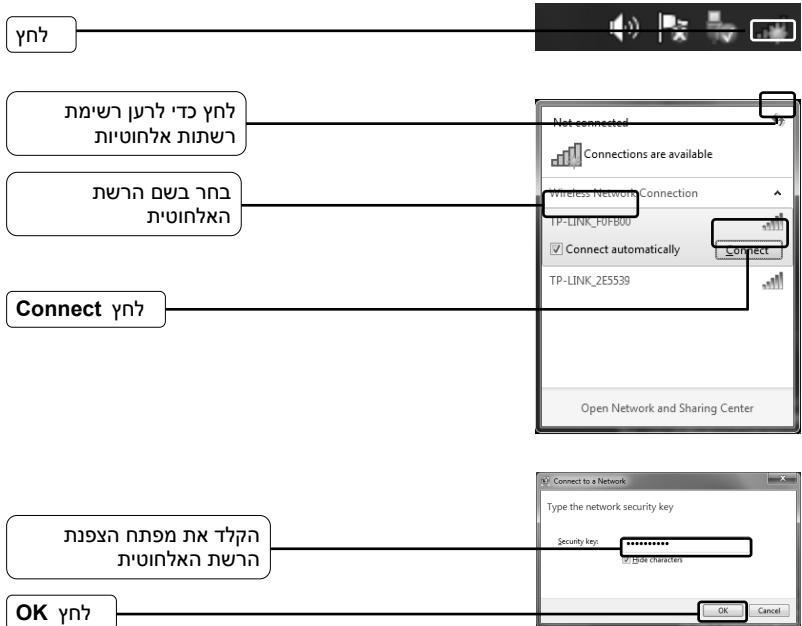 לחץ
לחץ כדי לרען רשימת
רשתות אלחוטיות
Not connected
Connections are available
Wireless Network Connection
בחר בשם הרשת
האלחוטית
TP-LINK_F0FB00
Connect automatically
Connect
TP-LINK_2E5539
לחץ Connect
Open Network and Sharing Center
Connect to a Network
Type the network security key
Security key:
Hide characters
הקלד את מפתח הצפנת
הרשת האלחוטית
OK Cancel
לחץ OK